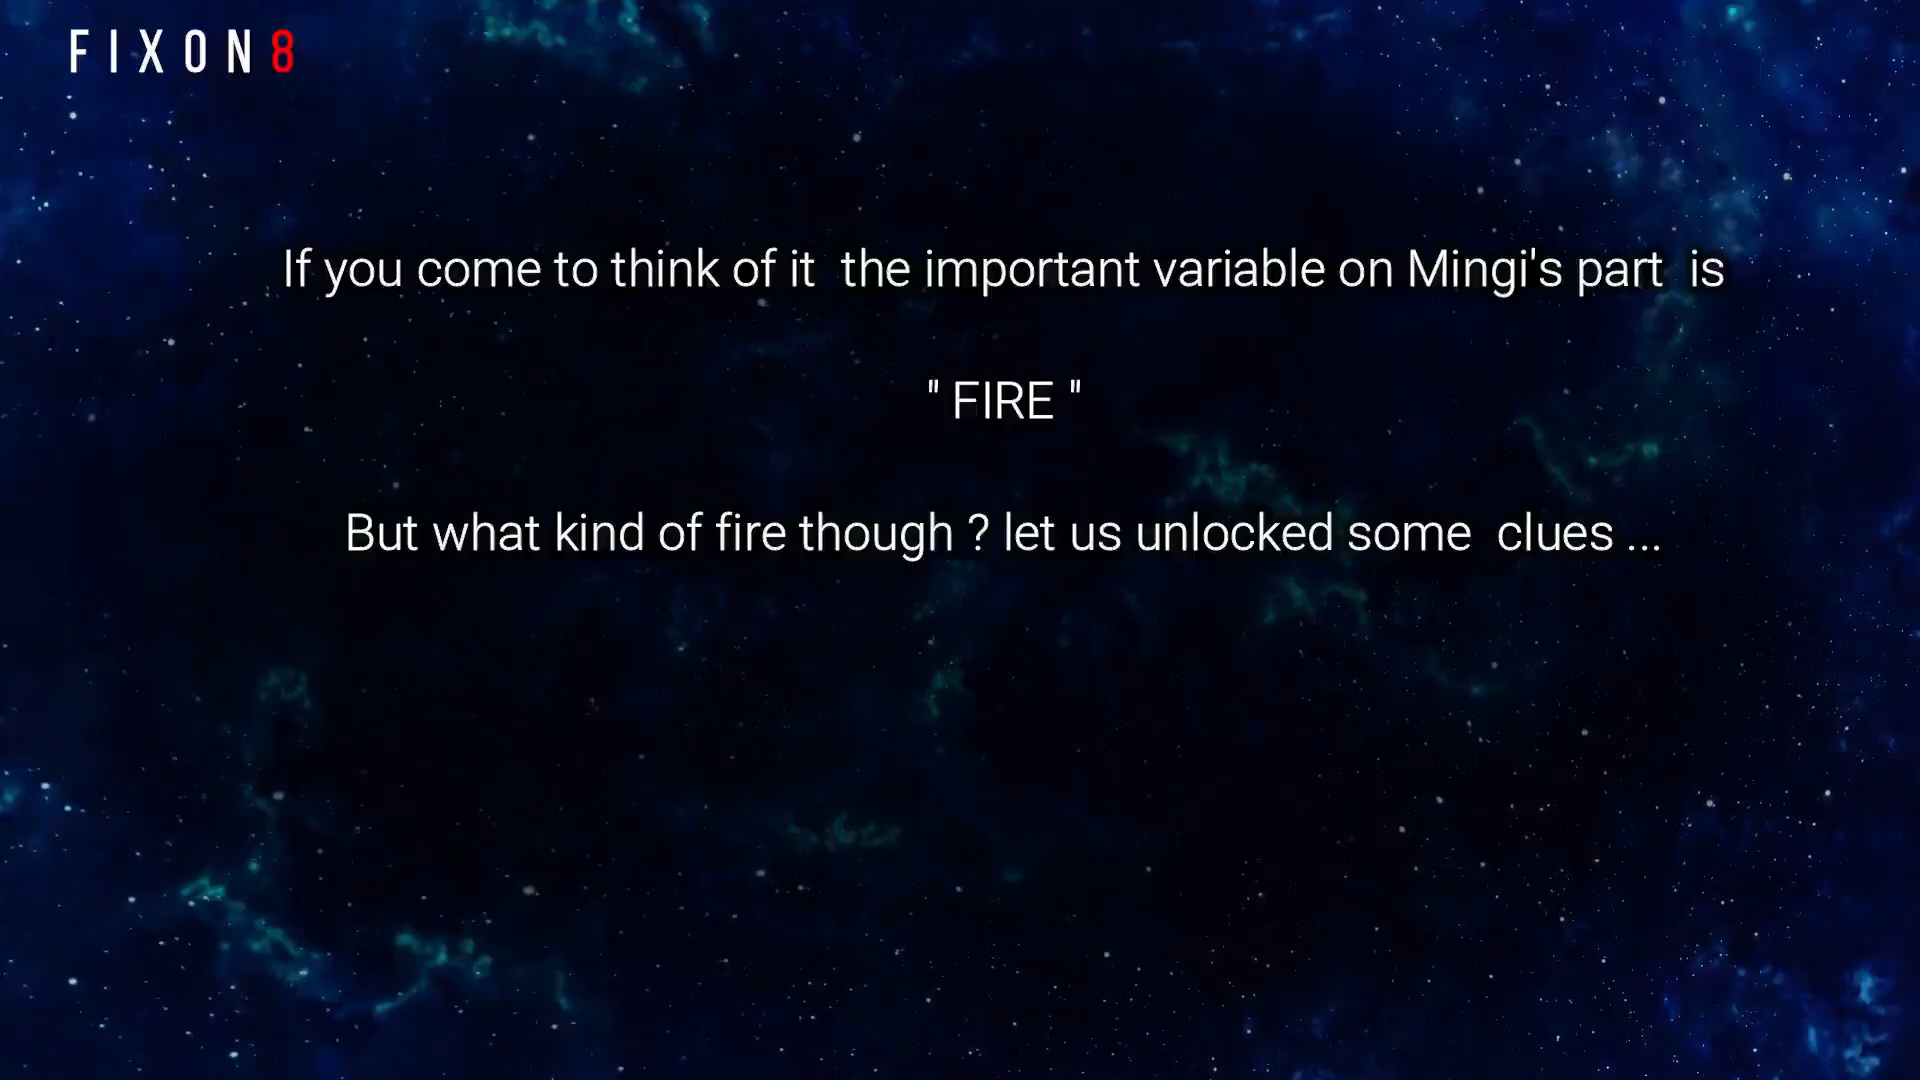 FIXON8
If you come to think of it  the important variable on Mingi's part  is
" FIRE "
But what kind of fire though ? let us unlocked some  clues ...